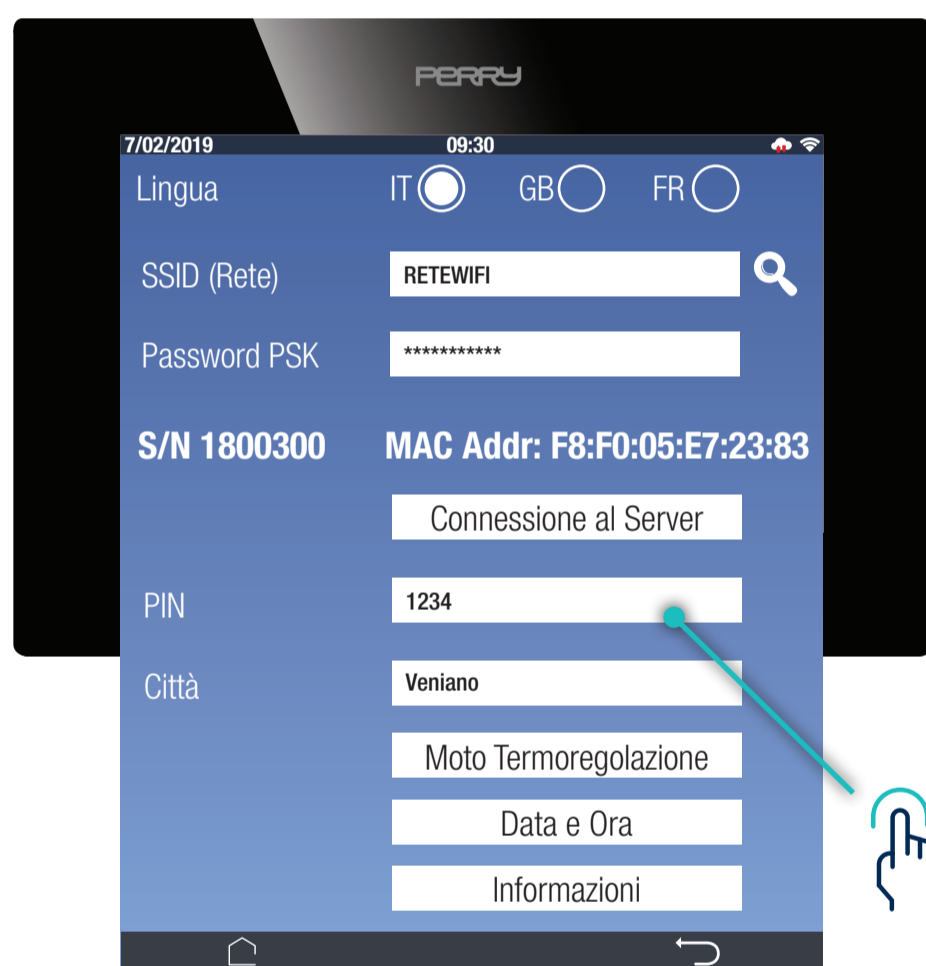 PERRY
7/02/2019 09:30
Lingua IT GB FR
SSID (Rete) RETEWIFI
Password PSK ***********
S/N 1800300 MAC Addr: F8:F0:05:E7:23:83
Connessione al Server
PIN 1234
Città Veniano
Moto Termoregolazione
Data e Ora
Informazioni